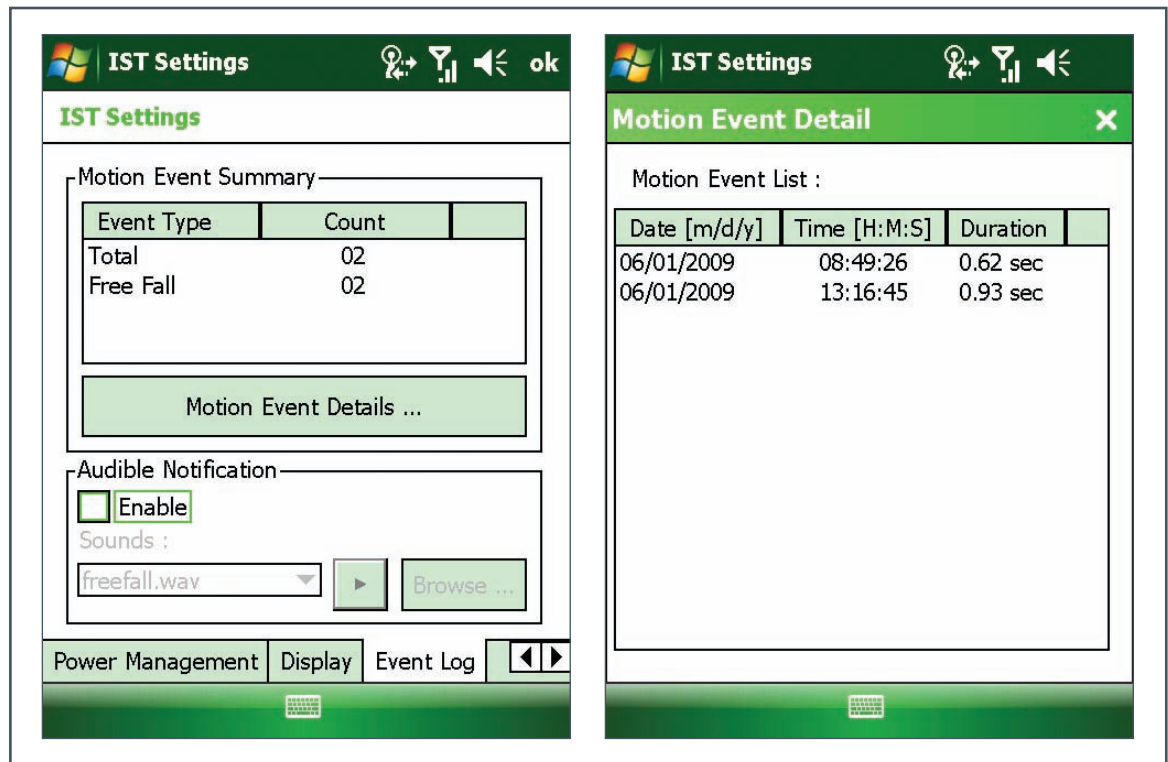 IST Settings ok
IST Settings
Motion Event Summary
Event Type Count
Total 02
Free Fall 02
Motion Event Details ...
Audible Notification
Enable
Sounds :
freefall.wav Browse ...
Power Management Display Event Log
IST Settings
Motion Event Detail
Motion Event List :
Date [m/d/y] Time [H:M:S] Duration
06/01/2009 08:49:26 0.62 sec
06/01/2009 13:16:45 0.93 sec